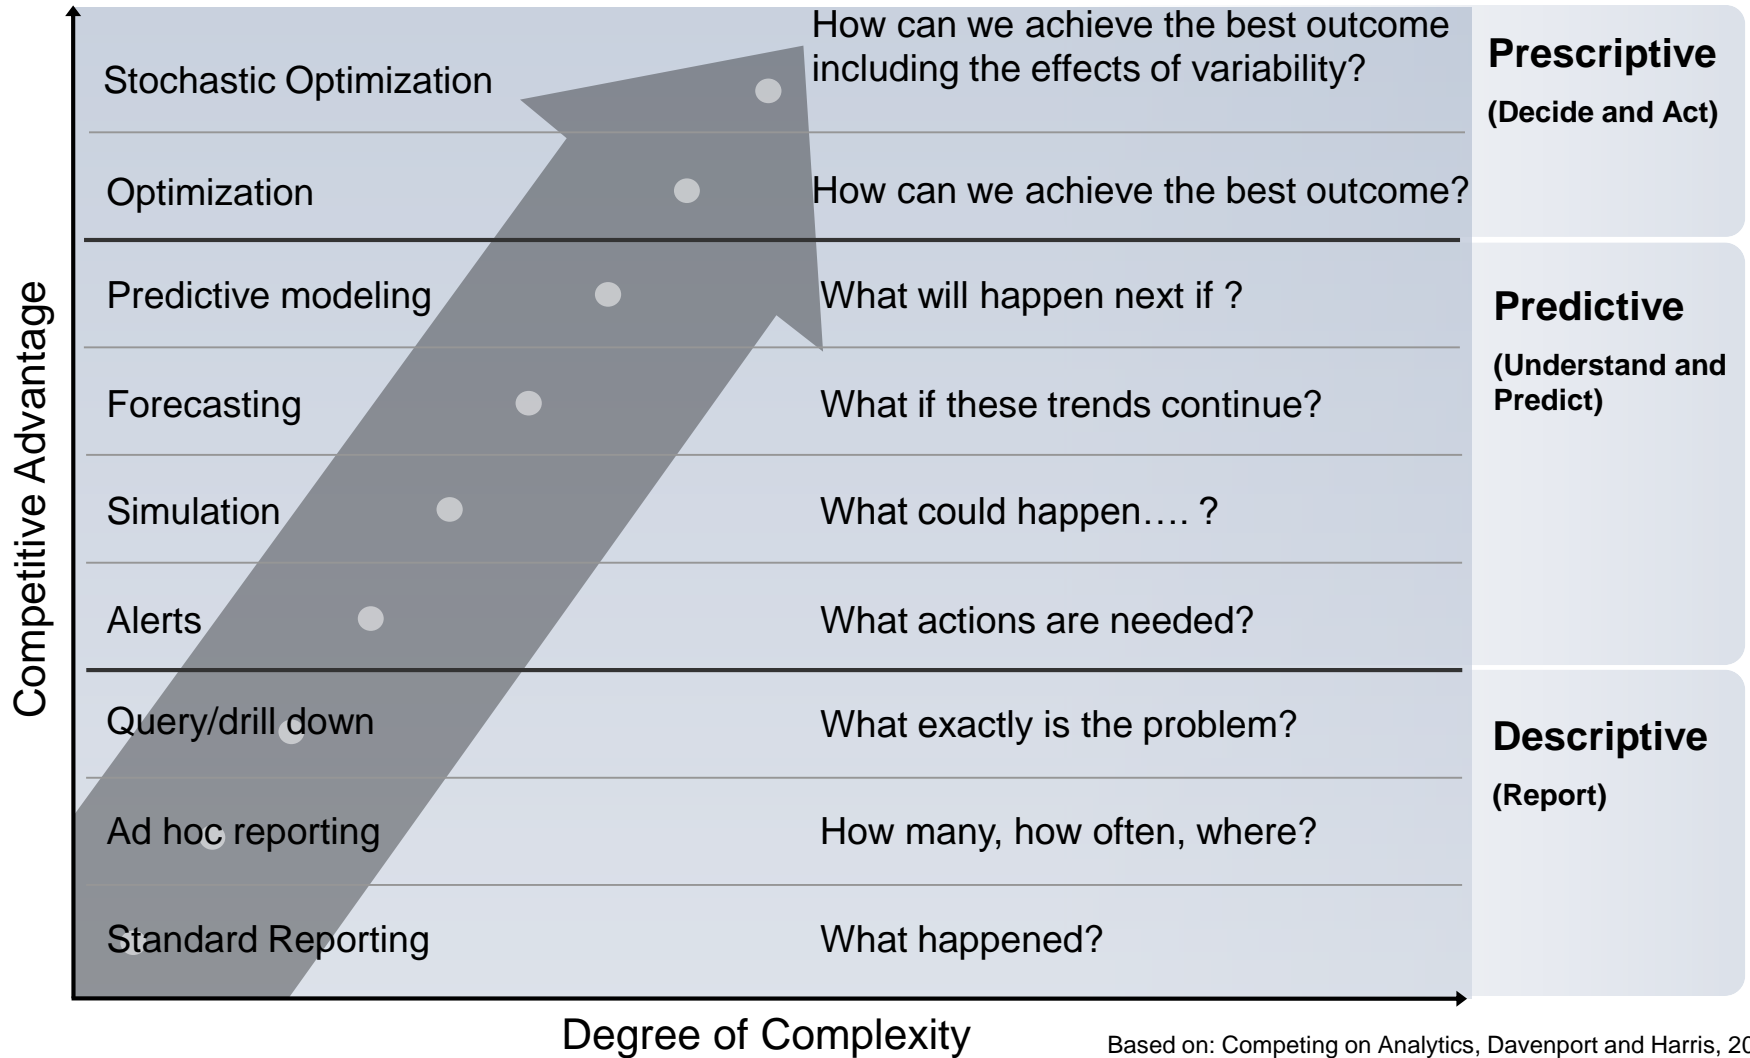 How can we achieve the best outcome
including the effects of variability?
Stochastic Optimization
Prescriptive
(Decide and Act)
Optimization
How can we achieve the best outcome?
Predictive modeling
What will happen next if ?
Predictive
(Understand and
Predict)
Forecasting
What if these trends continue?
Simulation
What could happen…. ?
Alerts
What actions are needed?
Query/drill down
What exactly is the problem?
Descriptive
(Report)
Ad hoc reporting
How many, how often, where?
Standard Reporting
What happened?
Competitive Advantage
Degree of Complexity
Based on: Competing on Analytics, Davenport and Harris,